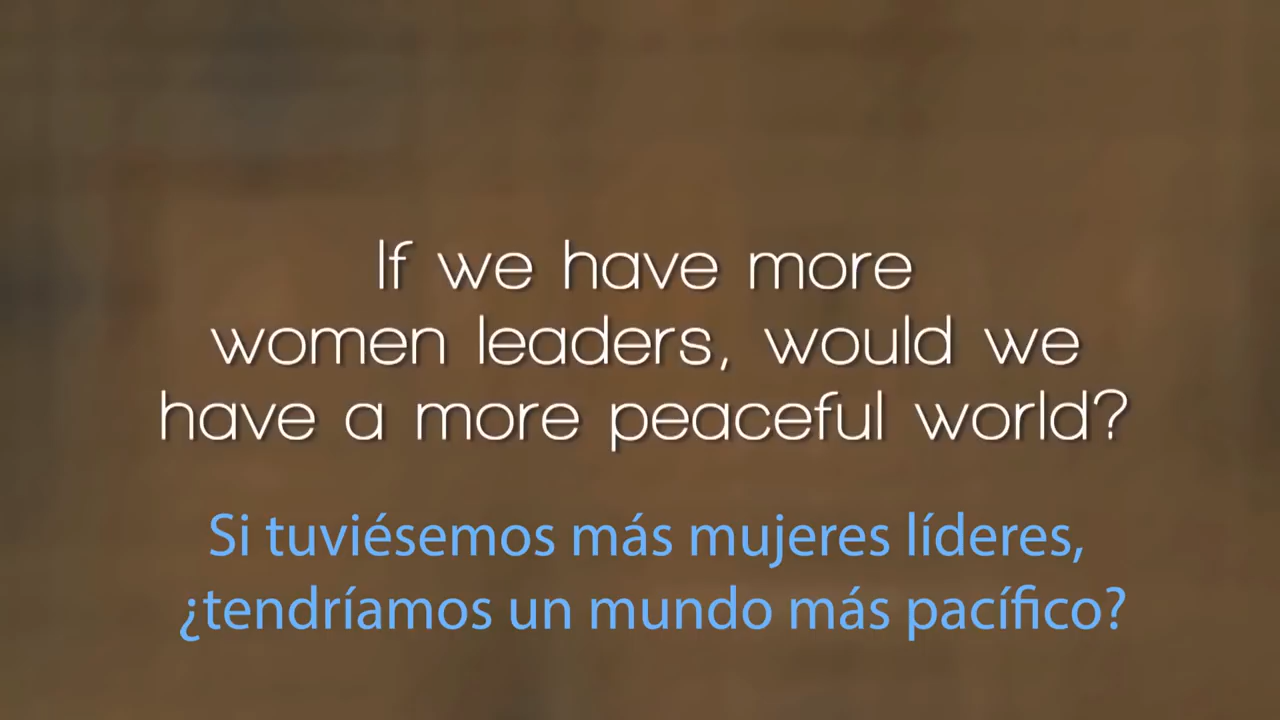 If we have more
women leaders, would we
have a more peaceful world?
Si tuviésemos más mujeres líderes,
¿tendríamos un mundo más pacífico?